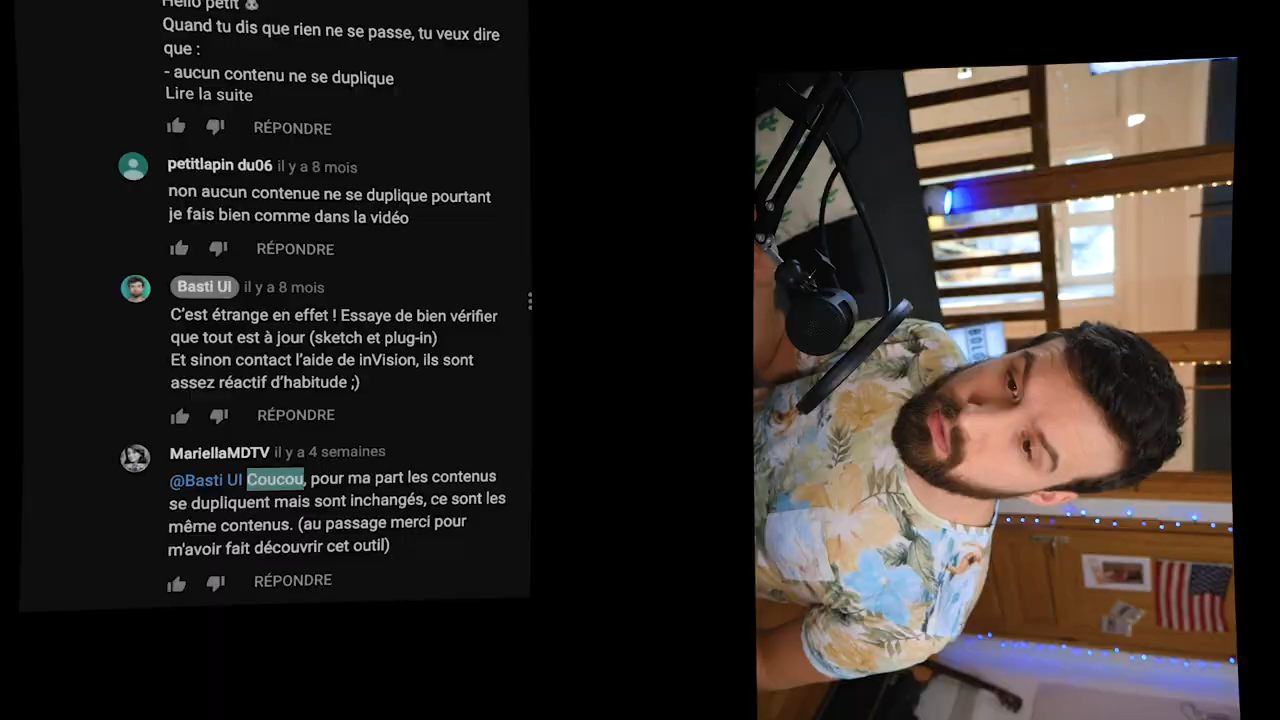 Hello petit
Quand tu dis que rien ne se passe, tu veux dire
que :
- aucun contenu ne se duplique
Lire la suite
RÉPONDRE
petitlapin du06 il y a 8 mois
non aucun contenue ne se duplique pourtant
je fais bien comme dans la vidéo
RÉPONDRE
Basti UI il y a 8 mois
C'est étrange en effet ! Essaye de bien vérifier
que tout est à jour (sketch et plug-in)
Et sinon contact l'aide de inVision, ils sont
assez réactif d'habitude ;)
RÉPONDRE
MariellaMDTV il y a 4 semaines
@Basti UI Coucou, pour ma part les contenus
se dupliquent mais sont inchangés, ce sont les
même contenus. (au passage merci pour
m'avoir fait découvrir cet outil)
RÉPONDRE